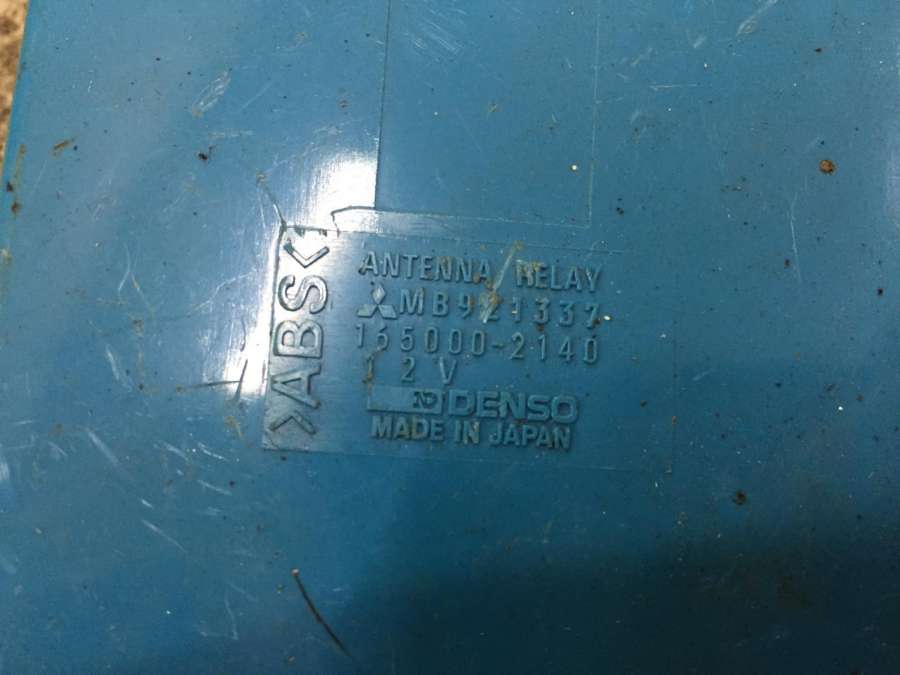 ANTENNA RELAY
MB921337
165000-2140
12V
DENSO
MADE IN JAPAN
>ABS<